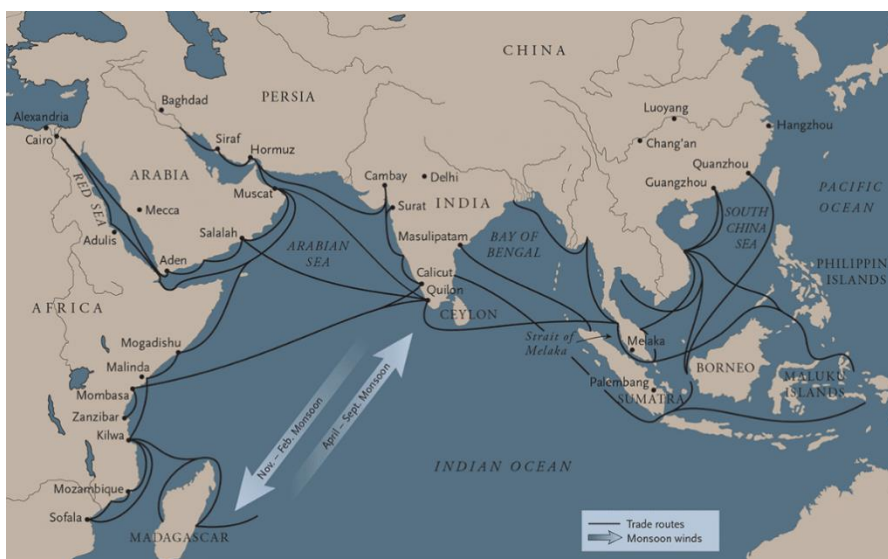 CHINA
PERSIA
Baghdad
Alexandria
Cairo
Siraf
Hormuz
Luoyang
Chang'an
Hangzhou
Quanzhou
Guangzhou
ARABIA
RED SEA
Muscat
Mecca
Cambay
Delhi
Surat
INDIA
PACIFIC
OCEAN
SOUTH
CHINA
SEA
Adulis
Salalah
ARABIAN
SEA
Masulipatam
BAY OF
BENGAL
Aden
AFRICA
Calicut
Quilon
CEYLON
PHILIPPIN
ISLANDS
Mogadishu
Malinda
Mombasa
Zanzibar
Kilwa
Strait of
Melaka
Melaka
Palembang
SUMATRA
BORNEO
MALUKU
ISLANDS
Nov. – Feb. Monsoon
April – Sept. Monsoon
INDIAN OCEAN
Mozambique
Sofala
MADAGASCAR
Trade routes
Monsoon winds